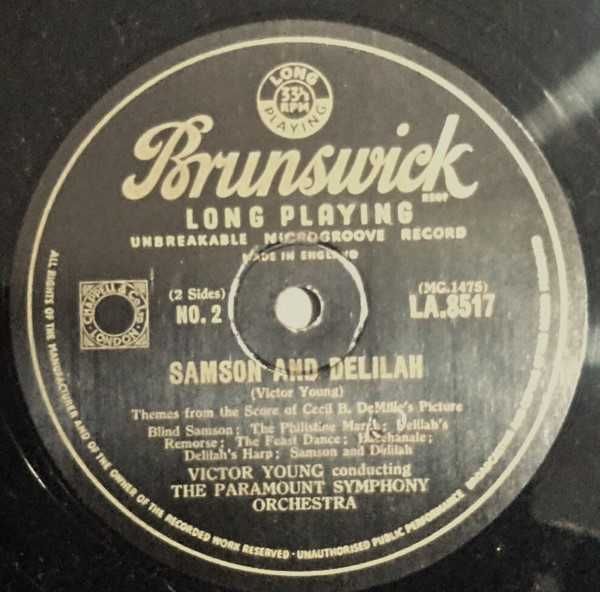 LONG
33⅓
RPM
PLAYING
Brunswick
REGD
LONG PLAYING
UNBREAKABLE MICROGROOVE RECORD
MADE IN ENGLAND
CHAPPELL & Co Ltd
LONDON
(2 Sides)
NO. 2
(MG.1475)
LA.8517
SAMSON AND DELILAH
(Victor Young)
Themes from the Score of Cecil B. DeMille's Picture
Blind Samson; The Philistine March; Delilah's
Remorse; The Feast Dance; Bacchanale;
Delilah's Harp; Samson and Delilah
VICTOR YOUNG conducting
THE PARAMOUNT SYMPHONY
ORCHESTRA
ALL RIGHTS OF THE MANUFACTURER AND OF THE OWNER OF THE RECORDED WORK RESERVED · UNAUTHORISED PUBLIC PERFORMANCE BROADCASTING